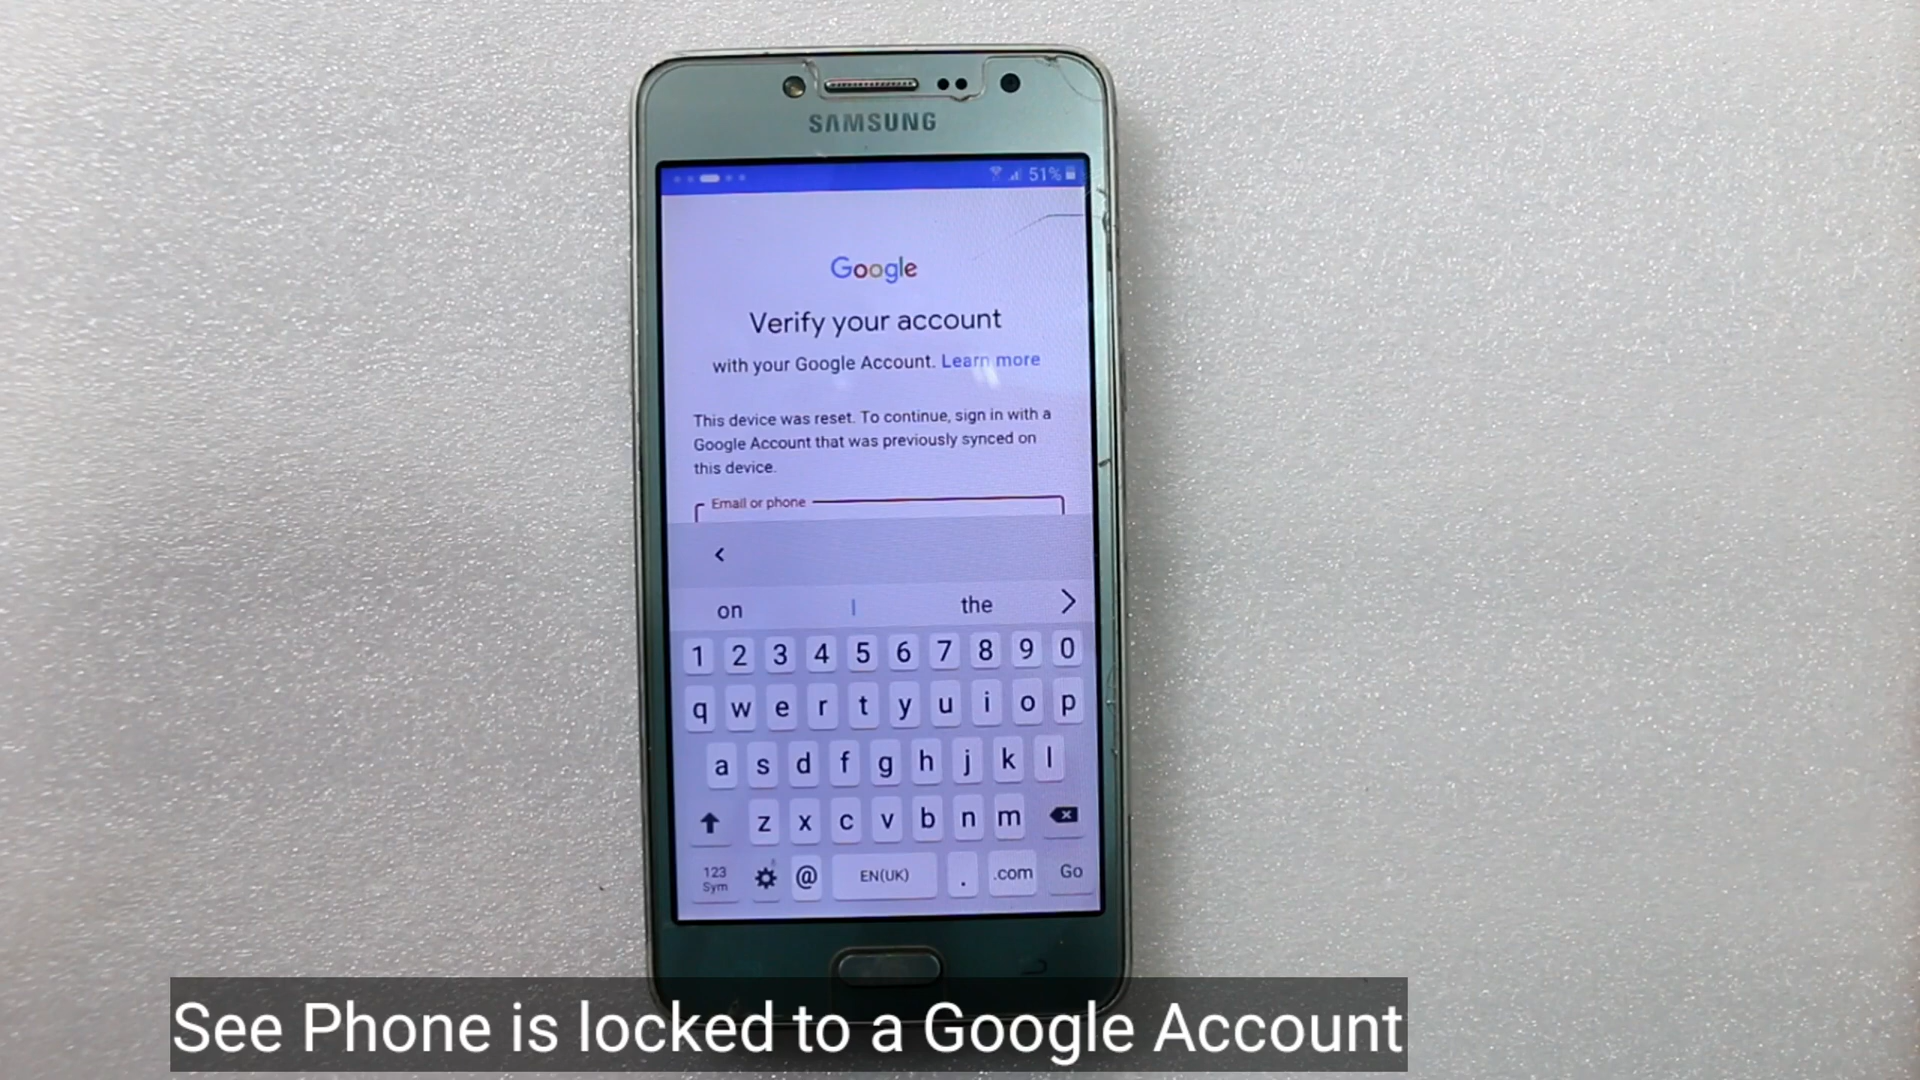 SAMSUNG
51%
Google
Verify your account
with your Google Account. Learn more
This device was reset. To continue, sign in with a
Google Account that was previously synced on
this device.
Email or phone
<
on I the >
1 2 3 4 5 6 7 8 9 0
q w e r t y u i o p
a s d f g h j k l
z x c v b n m
123
Sym
@ EN(UK) . .com Go
See Phone is locked to a Google Account